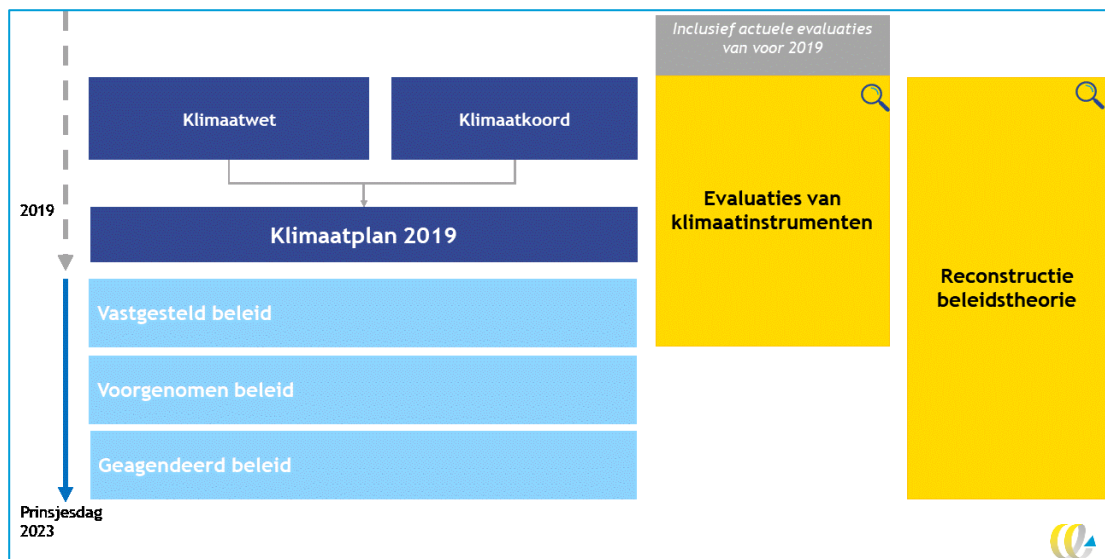 Inclusief actuele evaluaties
van voor 2019
Klimaatwet
Klimaatkoord
Evaluaties van
klimaatinstrumenten
2019
Klimaatplan 2019
Reconstructie
beleidstheorie
Vastgesteld beleid
Voorgenomen beleid
Geagendeerd beleid
Prinsjesdag
2023